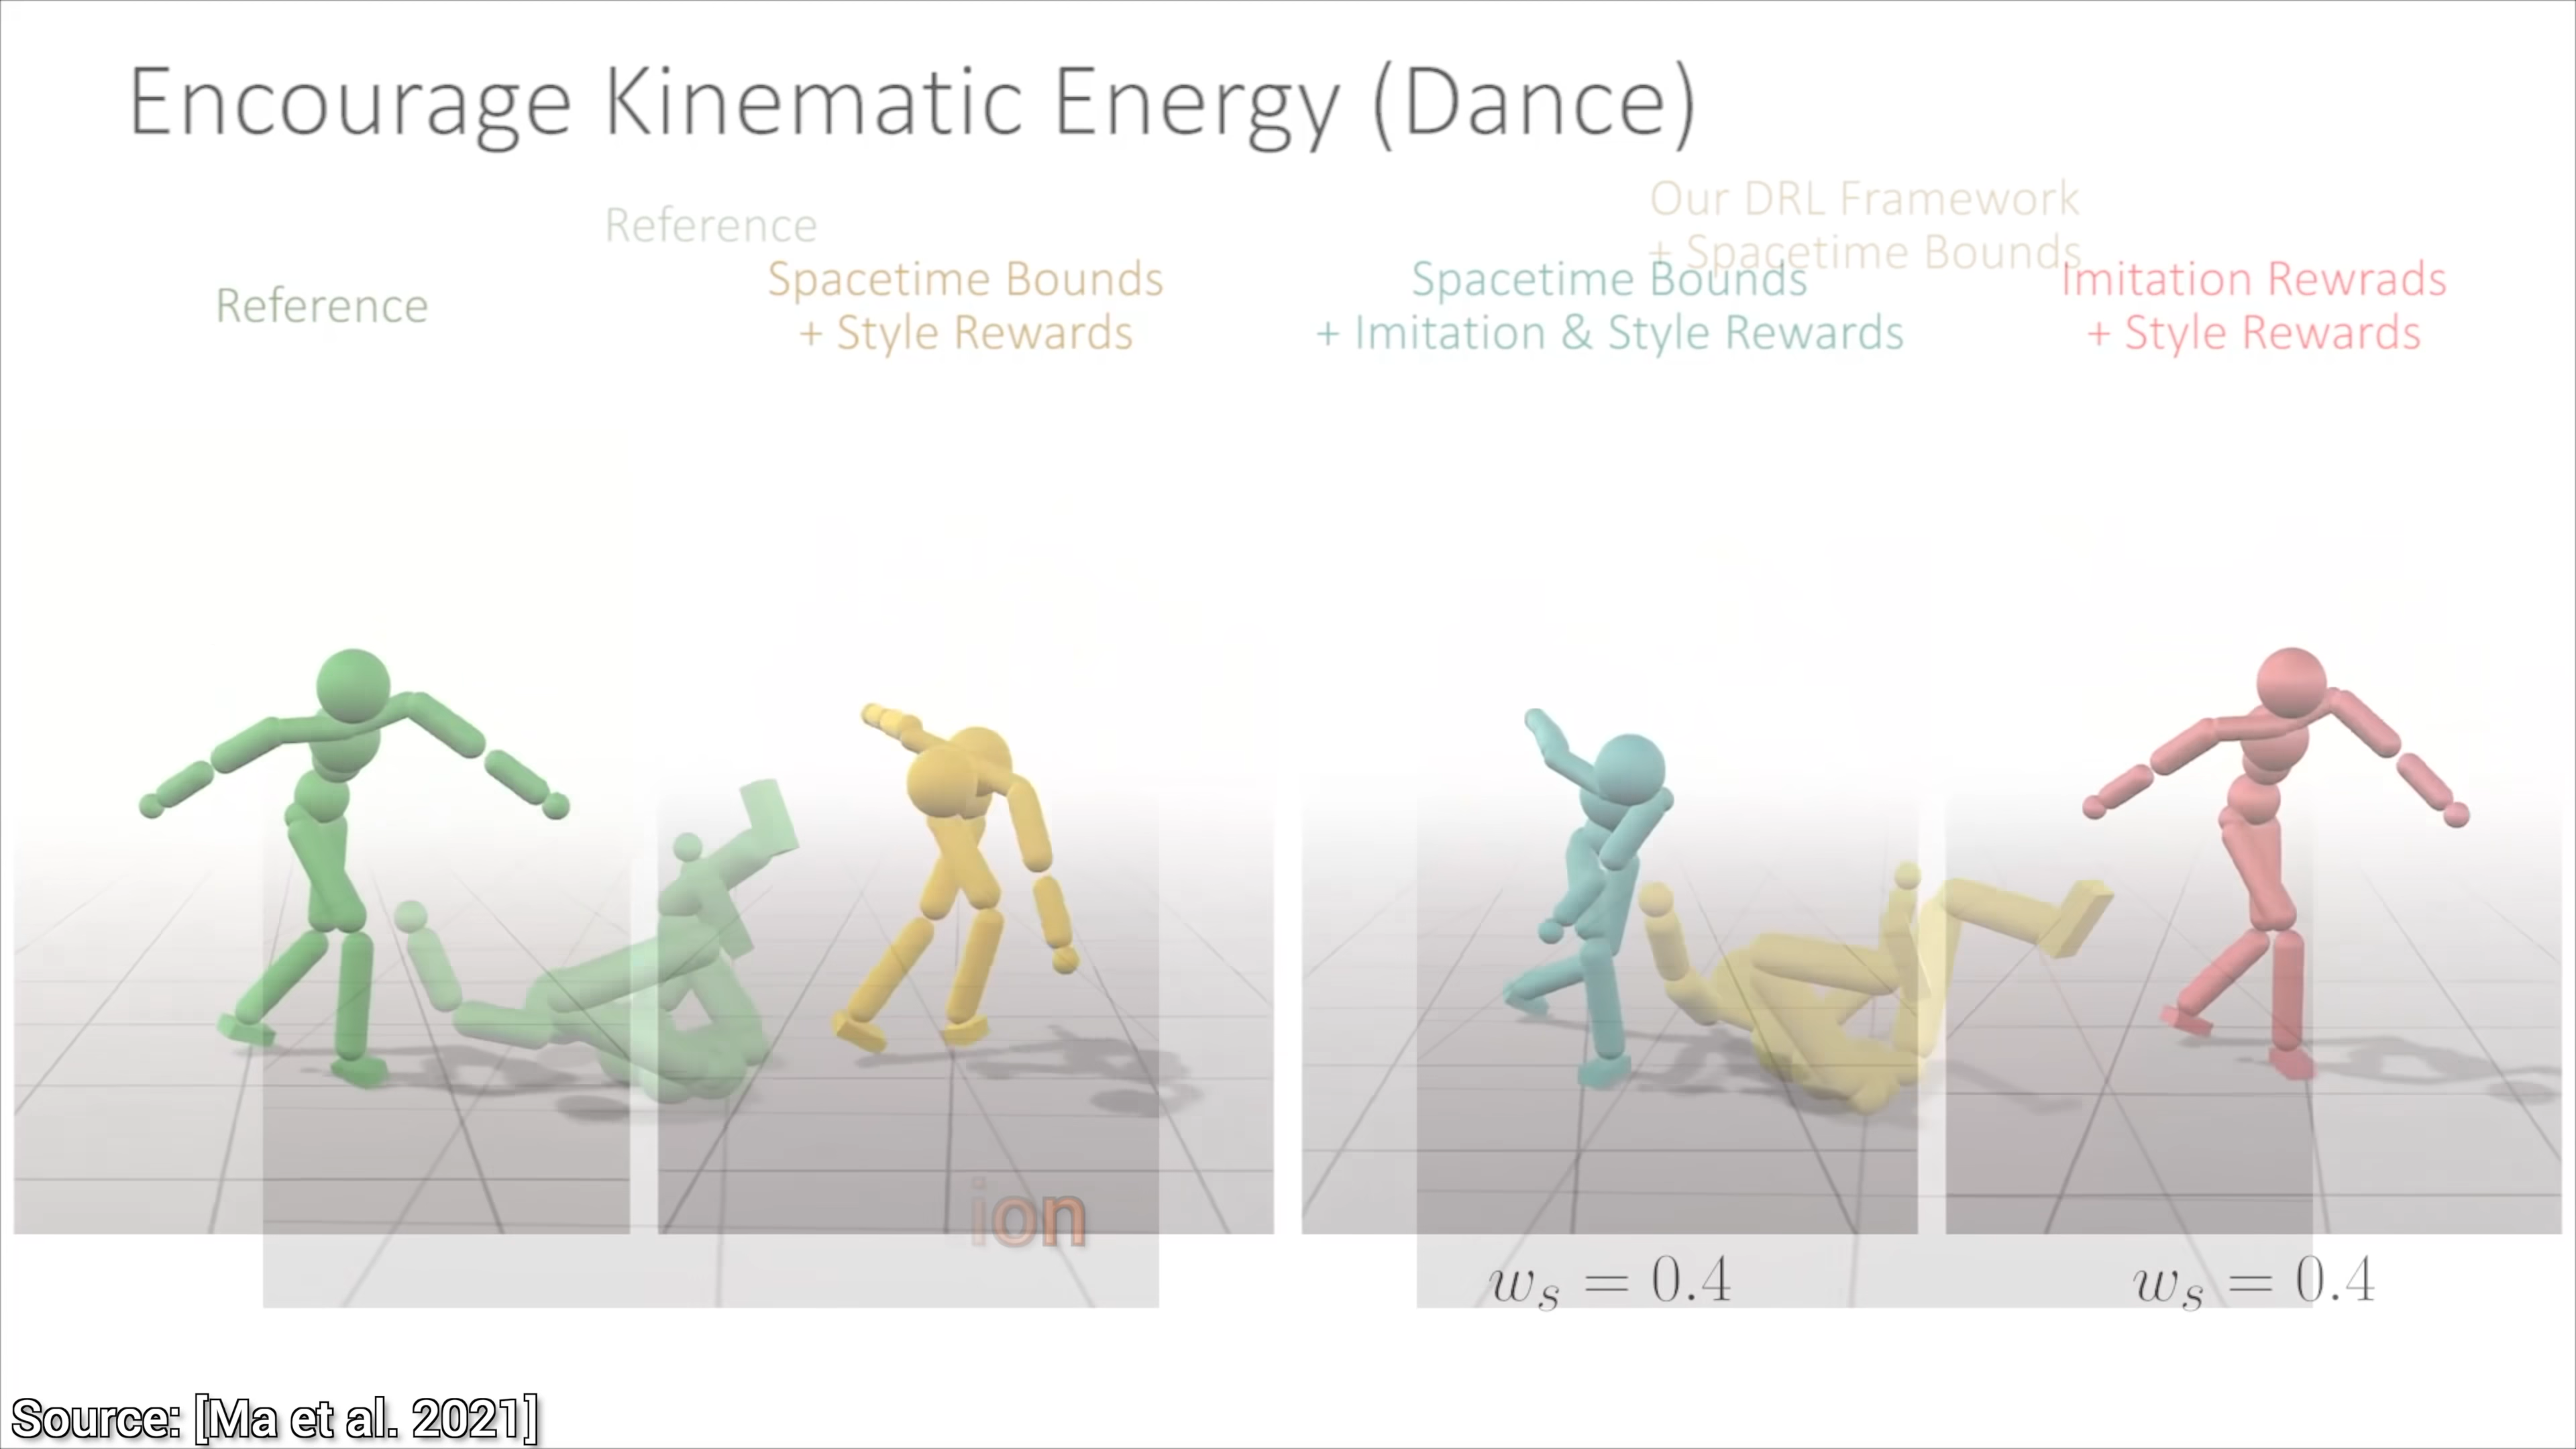 Encourage Kinematic Energy (Dance)
Reference
Our DRL Framework
+ Spacetime Bounds
Reference
Spacetime Bounds
+ Style Rewards
Spacetime Bounds
+ Imitation & Style Rewards
Imitation Rewrads
+ Style Rewards
ion
w_s = 0.4
w_s = 0.4
Source: [Ma et al. 2021]